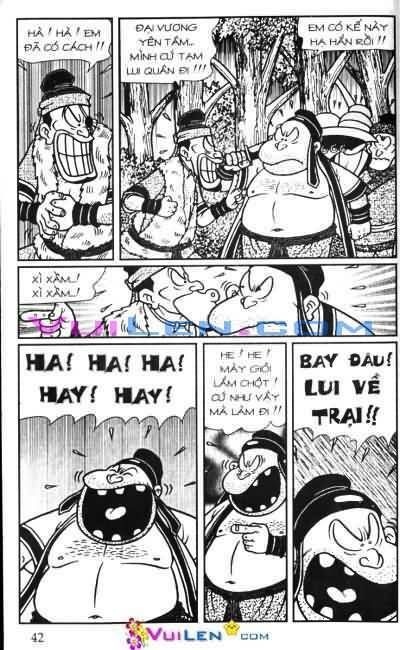 HÀ! HÀ! EM
ĐÃ CÓ CÁCH!!
ĐẠI VƯƠNG
YÊN TÂM...
MÌNH CỨ TẠM
LUI QUÂN ĐI!!!
EM CÓ KẾ NÀY
HẠ HẮN RỒI!!
XÌ XẦM..!
XÌ XẦM..!
VUILEN.COM
HA! HA! HA!
HAY! HAY!
HE! HE!
MÀY GIỎI
LẮM CHỘT!
CỨ NHƯ VẬY
MÀ LÀM ĐI!!
BAY ĐÂU!
LUI VỀ
TRẠI!!
42
VUILEN.COM